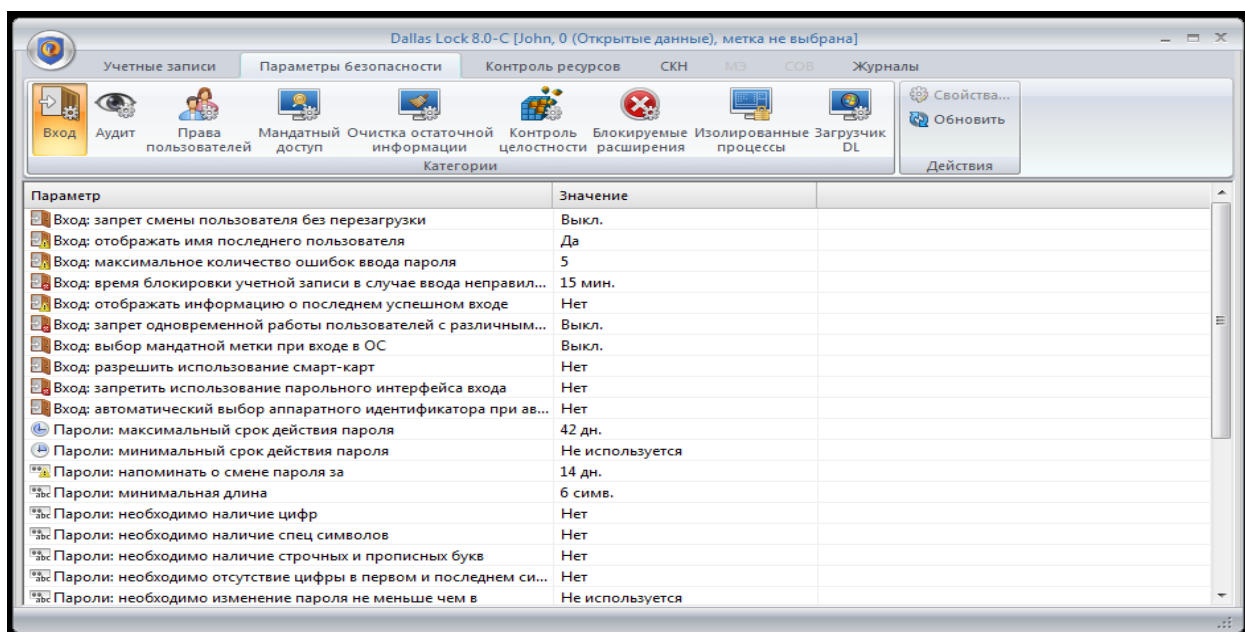 Dallas Lock 8.0-C [John, 0 (Открытые данные), метка не выбрана]
Учетные записи Параметры безопасности Контроль ресурсов СКН МЭ СОВ Журналы
Вход Аудит Права пользователей Мандатный доступ Очистка остаточной информации Контроль целостности Блокируемые расширения Изолированные процессы Загрузчик DL
Свойства...
Обновить
Категории Действия
Параметр Значение
Вход: запрет смены пользователя без перезагрузки Выкл.
Вход: отображать имя последнего пользователя Да
Вход: максимальное количество ошибок ввода пароля 5
Вход: время блокировки учетной записи в случае ввода неправил... 15 мин.
Вход: отображать информацию о последнем успешном входе Нет
Вход: запрет одновременной работы пользователей с различным... Выкл.
Вход: выбор мандатной метки при входе в ОС Выкл.
Вход: разрешить использование смарт-карт Нет
Вход: запретить использование парольного интерфейса входа Нет
Вход: автоматический выбор аппаратного идентификатора при ав... Нет
Пароли: максимальный срок действия пароля 42 дн.
Пароли: минимальный срок действия пароля Не используется
Пароли: напоминать о смене пароля за 14 дн.
Пароли: минимальная длина 6 симв.
Пароли: необходимо наличие цифр Нет
Пароли: необходимо наличие спец символов Нет
Пароли: необходимо наличие строчных и прописных букв Нет
Пароли: необходимо отсутствие цифры в первом и последнем си... Нет
Пароли: необходимо изменение пароля не меньше чем в Не используется